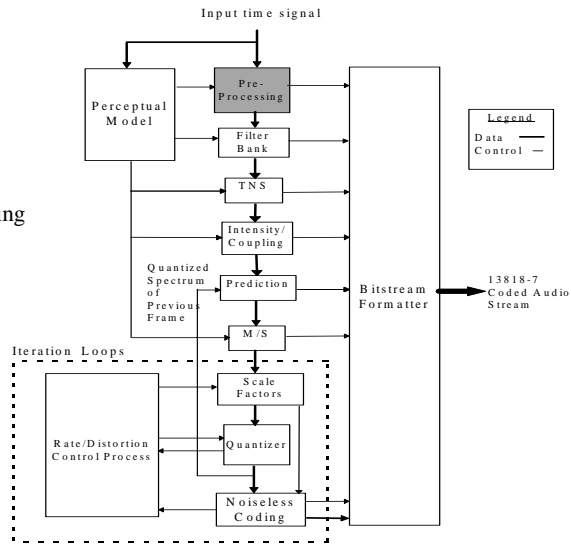 Input time signal
Perceptual
Model
Pre-
Processing
Filter
Bank
TNS
Intensity/
Coupling
Quantized
Spectrum
of
Previous
Frame
Prediction
M/S
Iteration Loops
Scale
Factors
Rate/Distortion
Control Process
Quantizer
Noiseless
Coding
Bitstream
Formatter
Legend
Data
Control
13818-7
Coded Audio
Stream